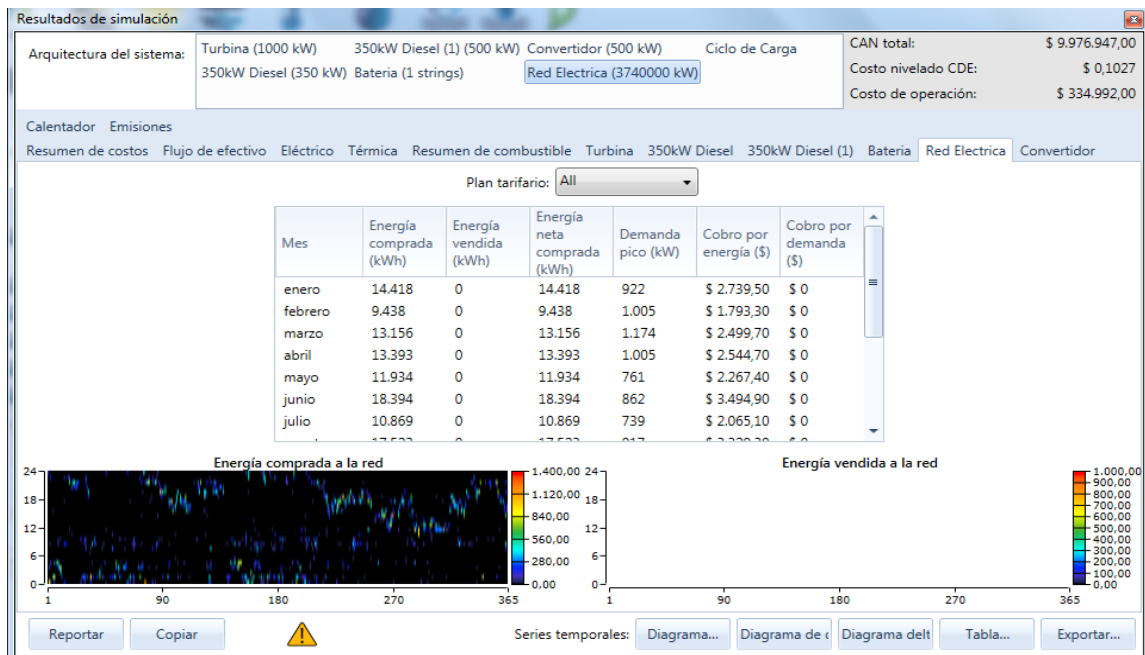 Resultados de simulación
Arquitectura del sistema:
Turbina (1000 kW) 350kW Diesel (1) (500 kW) Convertidor (500 kW) Ciclo de Carga
350kW Diesel (350 kW) Bateria (1 strings) Red Electrica (3740000 kW)
CAN total: $ 9.976.947,00
Costo nivelado CDE: $ 0,1027
Costo de operación: $ 334.992,00
Calentador Emisiones
Resumen de costos Flujo de efectivo Eléctrico Térmica Resumen de combustible Turbina 350kW Diesel 350kW Diesel (1) Bateria Red Electrica Convertidor
Plan tarifario: All
Mes Energía comprada (kWh) Energía vendida (kWh) Energía neta comprada (kWh) Demanda pico (kW) Cobro por energía ($) Cobro por demanda ($)
enero 14.418 0 14.418 922 $ 2.739,50 $ 0
febrero 9.438 0 9.438 1.005 $ 1.793,30 $ 0
marzo 13.156 0 13.156 1.174 $ 2.499,70 $ 0
abril 13.393 0 13.393 1.005 $ 2.544,70 $ 0
mayo 11.934 0 11.934 761 $ 2.267,40 $ 0
junio 18.394 0 18.394 862 $ 3.494,90 $ 0
julio 10.869 0 10.869 739 $ 2.065,10 $ 0
Energía comprada a la red
24
18
12
6
0
1 90 180 270 365
1.400,00
1.120,00
840,00
560,00
280,00
0,00
Energía vendida a la red
24
18
12
6
0
1 90 180 270 365
1.000,00
900,00
800,00
700,00
600,00
500,00
400,00
300,00
200,00
100,00
0,00
Reportar Copiar Series temporales: Diagrama... Diagrama de Diagrama delt Tabla... Exportar...